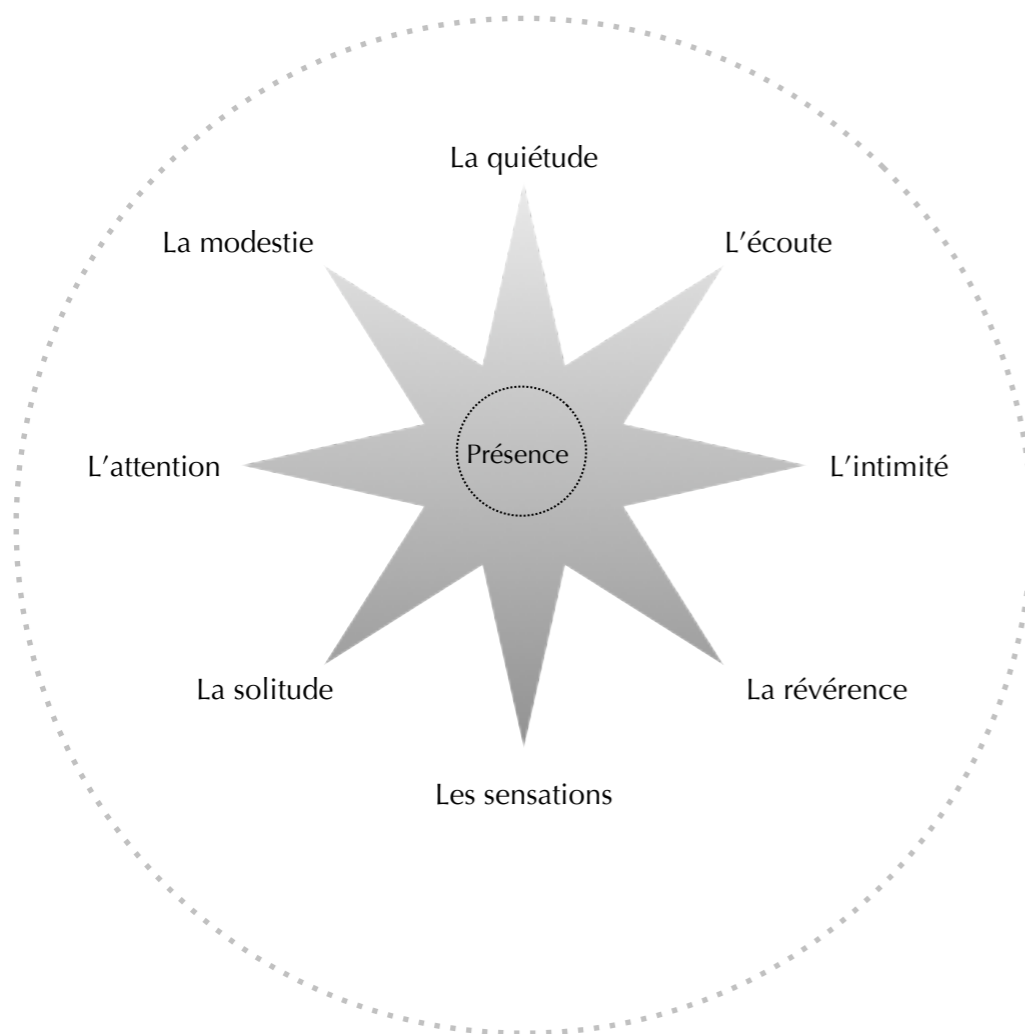 La quiétude
La modestie
L’écoute
Présence
L’attention
L’intimité
La solitude
La révérence
Les sensations